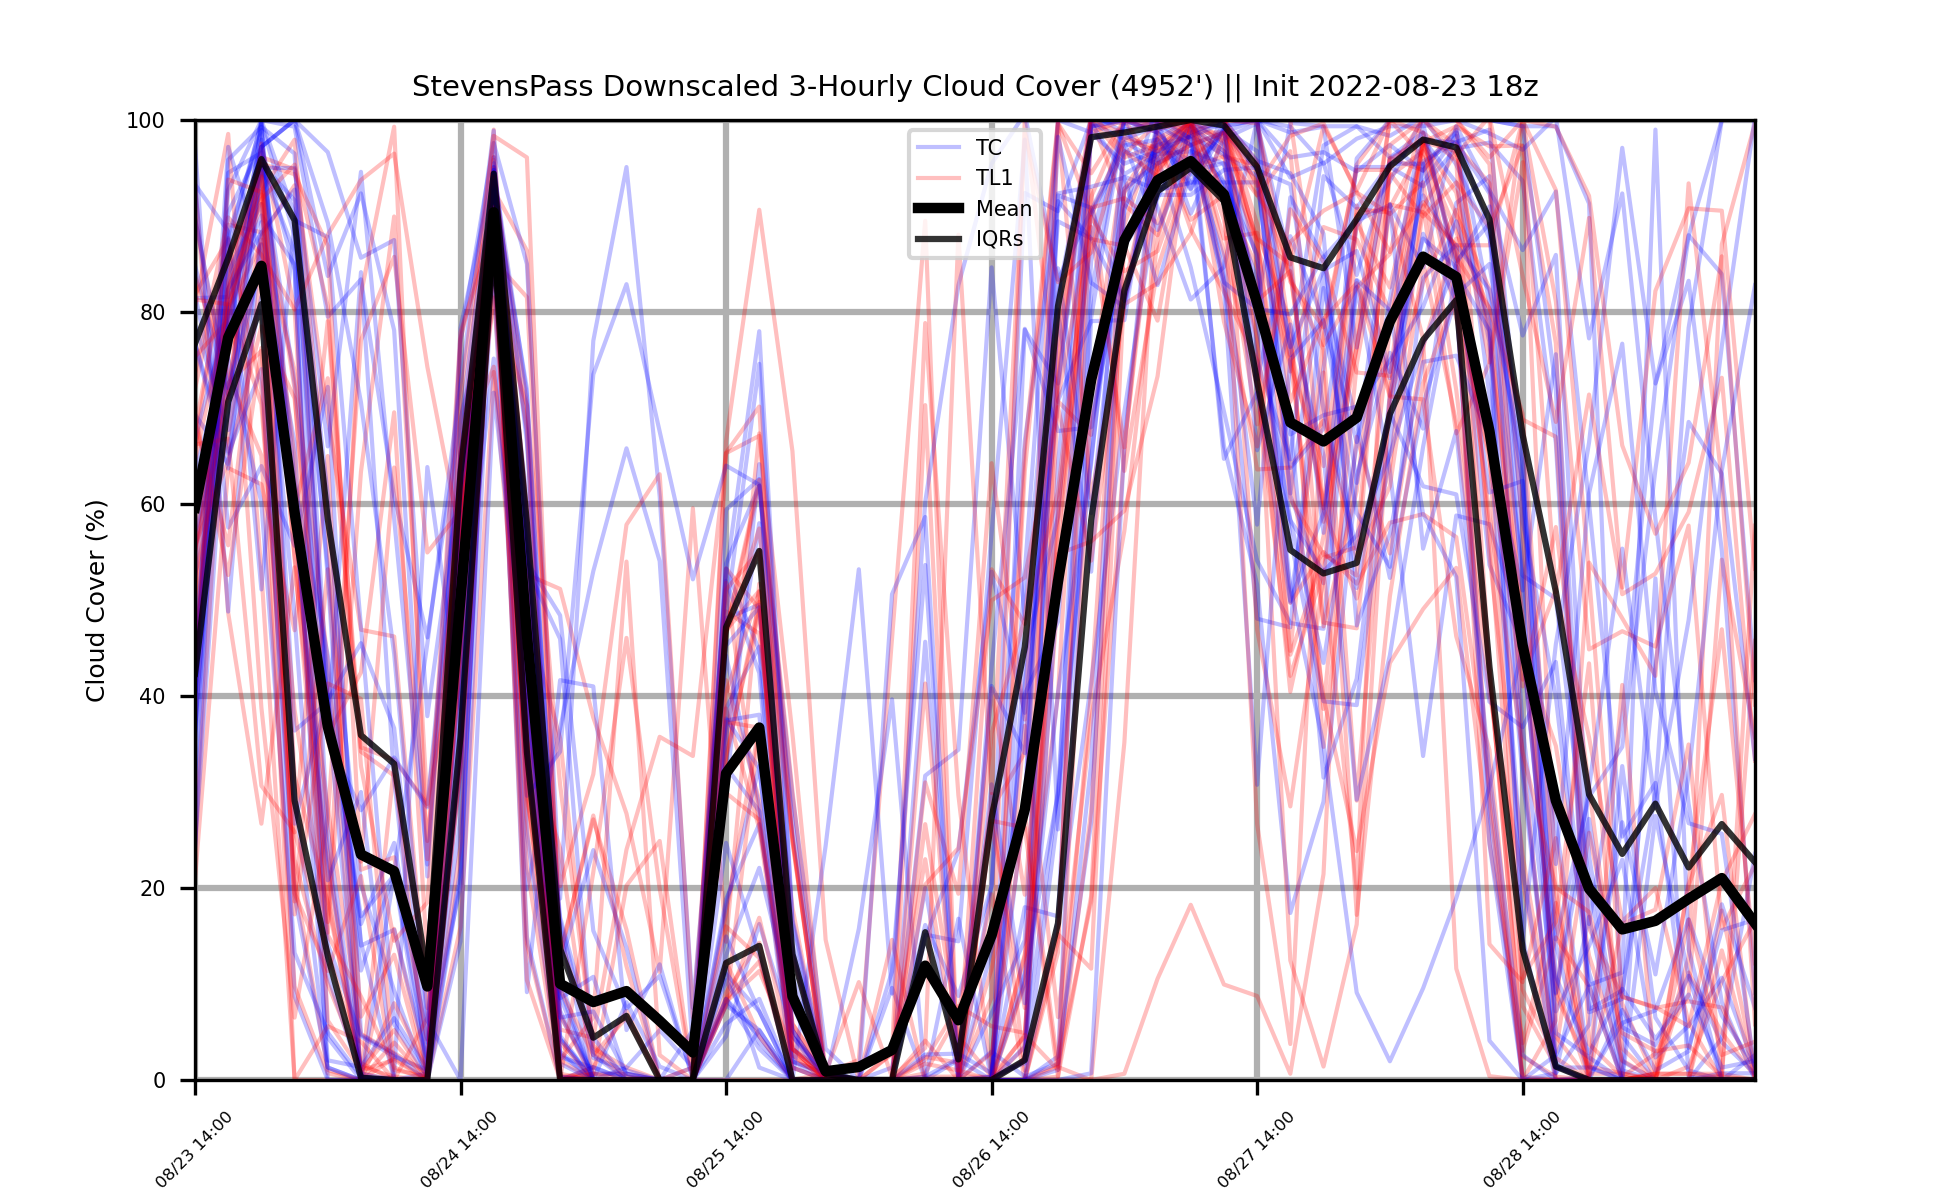 StevensPass Downscaled 3-Hourly Cloud Cover (4952') || Init 2022-08-23 18z
TC
TL1
Mean
IQRs
Cloud Cover (%)
100
80
60
40
20
0
08/23 14:00
08/24 14:00
08/25 14:00
08/26 14:00
08/27 14:00
08/28 14:00